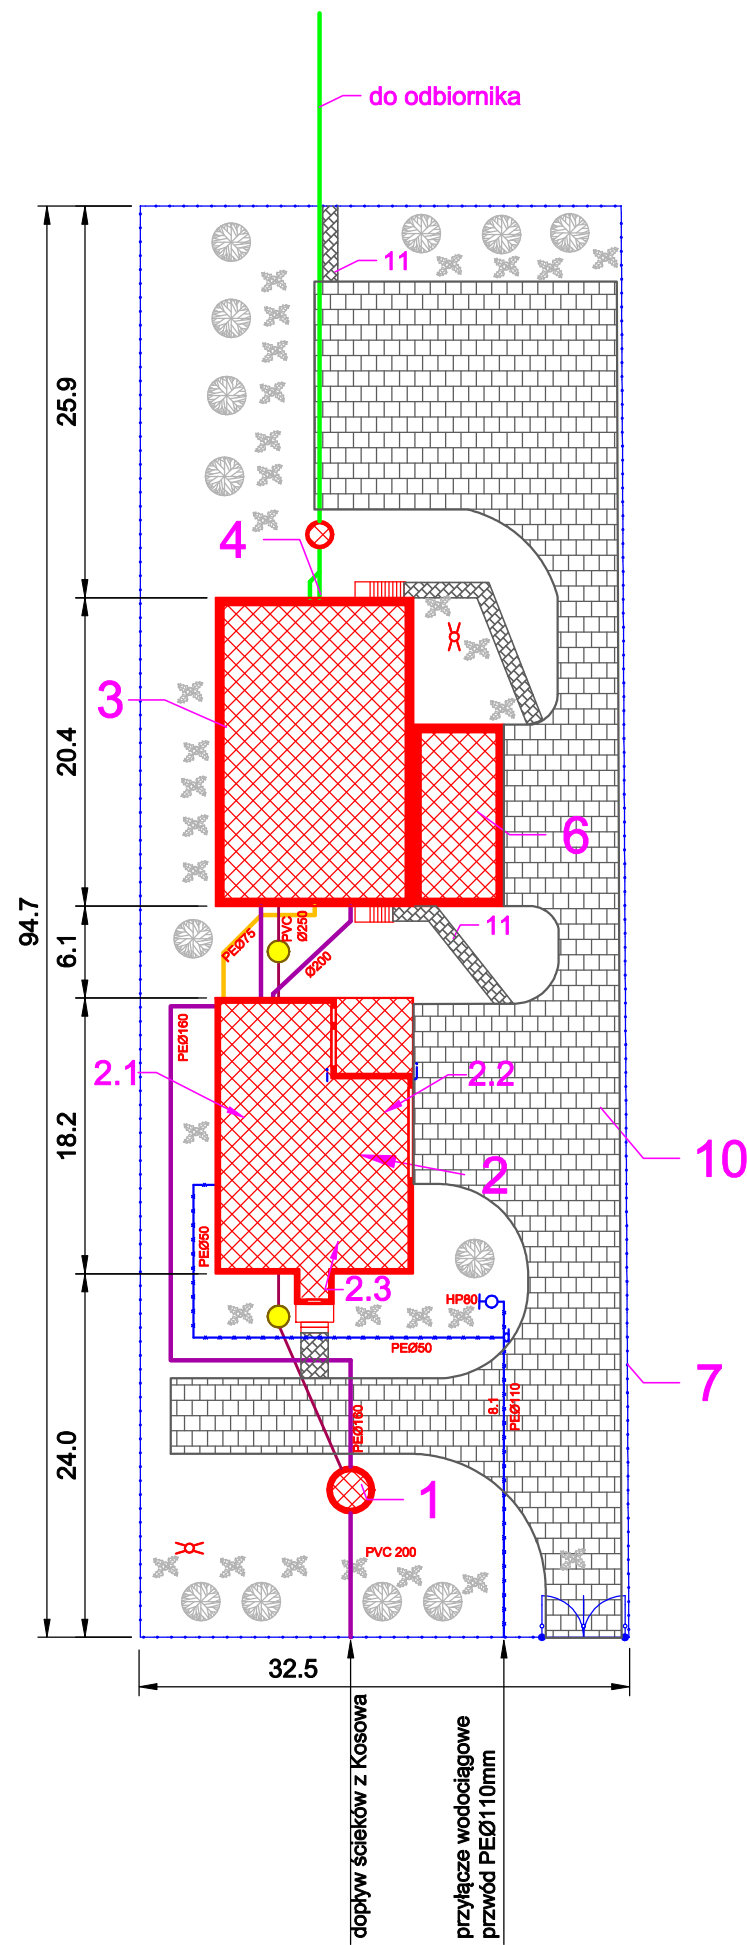 do odbiornika
11
25.9
4
3
20.4
6
94.7
6.1
PEØ75
PVC
Ø250
Ø200
11
PEØ160
2.1
2.2
18.2
2
10
PEØ50
2.3
HP80
PEØ50
7
8.1
PEØ110
24.0
PEØ160
1
PVC 200
32.5
dopływ ścieków z Kosowa
przyłącze wodociągowe
przwód PEØ110mm